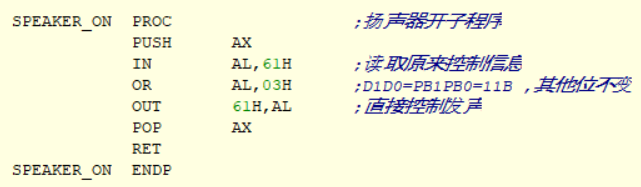 SPEAKER_ON PROC ;扬声器开子程序
PUSH AX
IN AL,61H ;读取原来控制信息
OR AL,03H ;D1D0=PB1PB0=11B ,其他位不变
OUT 61H,AL ;直接控制发声
POP AX
RET
SPEAKER_ON ENDP